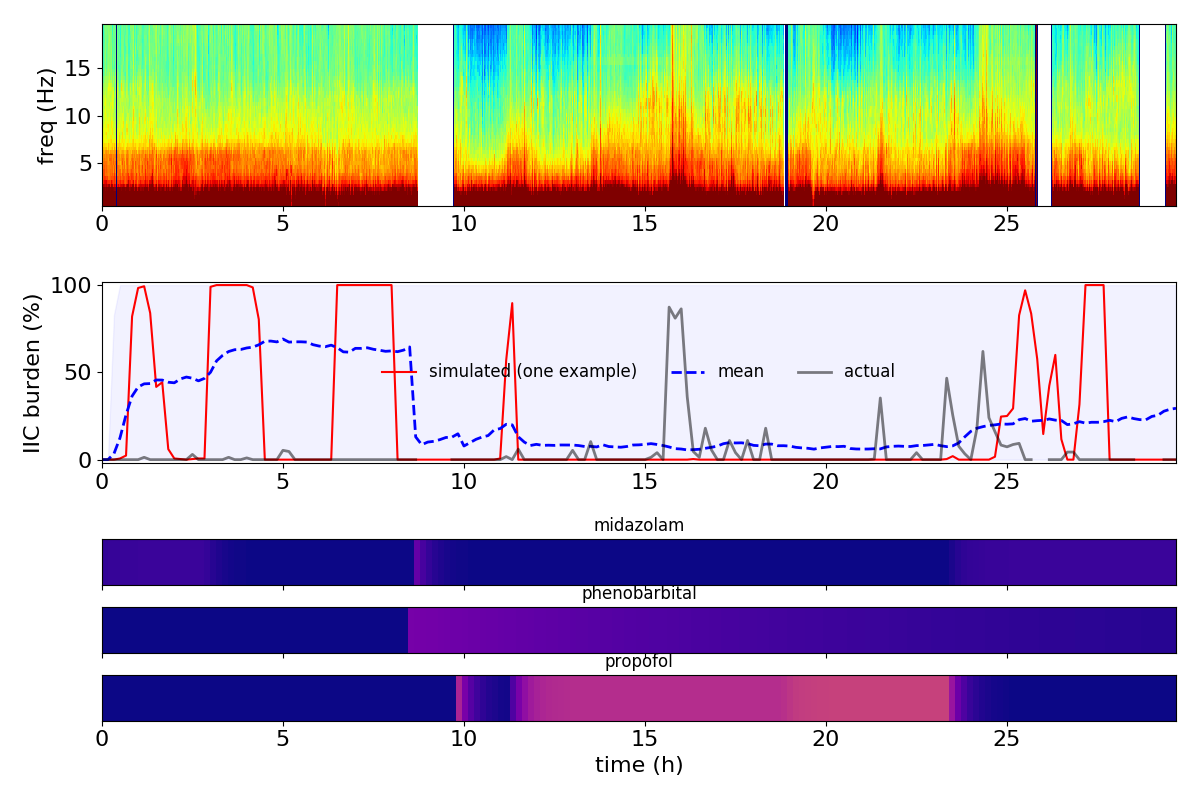 freq (Hz)
15
10
5
0 5 10 15 20 25
IIC burden (%)
100
50
0
simulated (one example) mean actual
0 5 10 15 20 25
midazolam
phenobarbital
propofol
0 5 10 15 20 25
time (h)